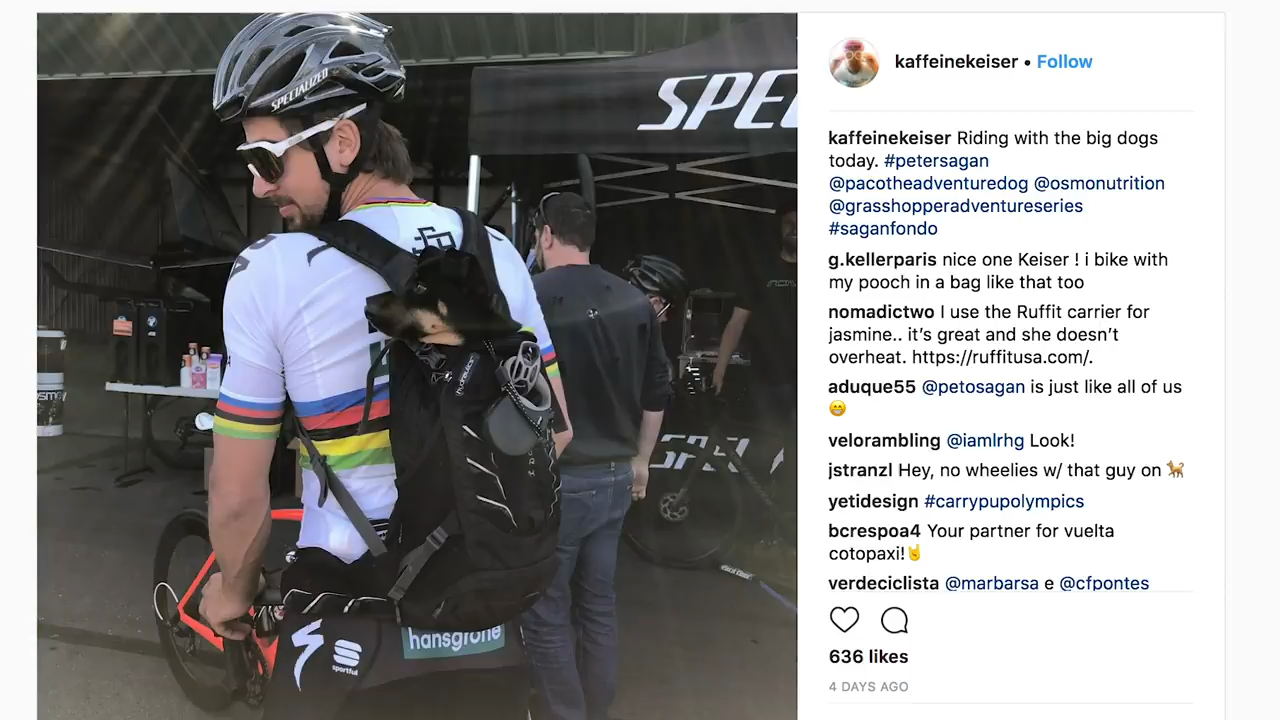 SPECIALIZED
SPEC
hansgrohe
sportful
kaffeinekeiser • Follow
kaffeinekeiser Riding with the big dogs
today. #petersagan
@pacotheadventuredog @osmonutrition
@grasshopperadventureseries
#saganfondo
g.kellerparis nice one Keiser ! i bike with
my pooch in a bag like that too
nomadictwo I use the Ruffit carrier for
jasmine.. it’s great and she doesn’t
overheat. https://ruffitusa.com/.
aduque55 @petosagan is just like all of us
😁
velorambling @iamlrhg Look!
jstranzl Hey, no wheelies w/ that guy on 🐕
yetidesign #carrypupolympics
bcrespoa4 Your partner for vuelta
cotopaxi!🤘
verdeciclista @marbarsa e @cfpontes
636 likes
4 DAYS AGO